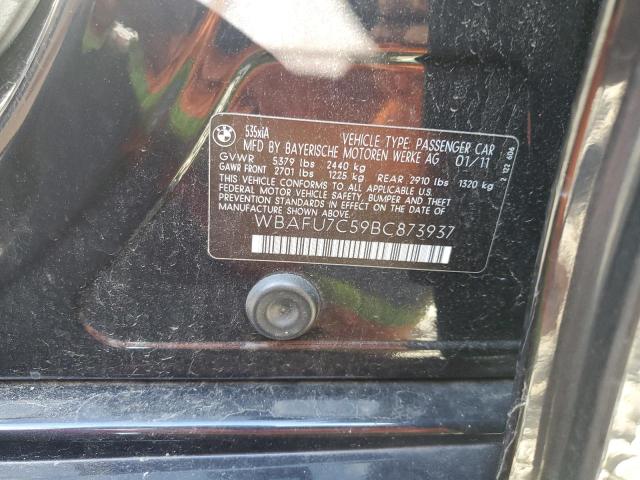 BMW
535xiA VEHICLE TYPE PASSENGER CAR
MFD BY BAYERISCHE MOTOREN WERKE AG 01/11
GVWR 5379 lbs 2440 kg
GAWR FRONT 2701 lbs 1225 kg REAR 2910 lbs 1320 kg
THIS VEHICLE CONFORMS TO ALL APPLICABLE U.S.
FEDERAL MOTOR VEHICLE SAFETY, BUMPER AND THEFT
PREVENTION STANDARDS IN EFFECT ON THE DATE OF
MANUFACTURE SHOWN ABOVE.
WBAFU7C59BC873937